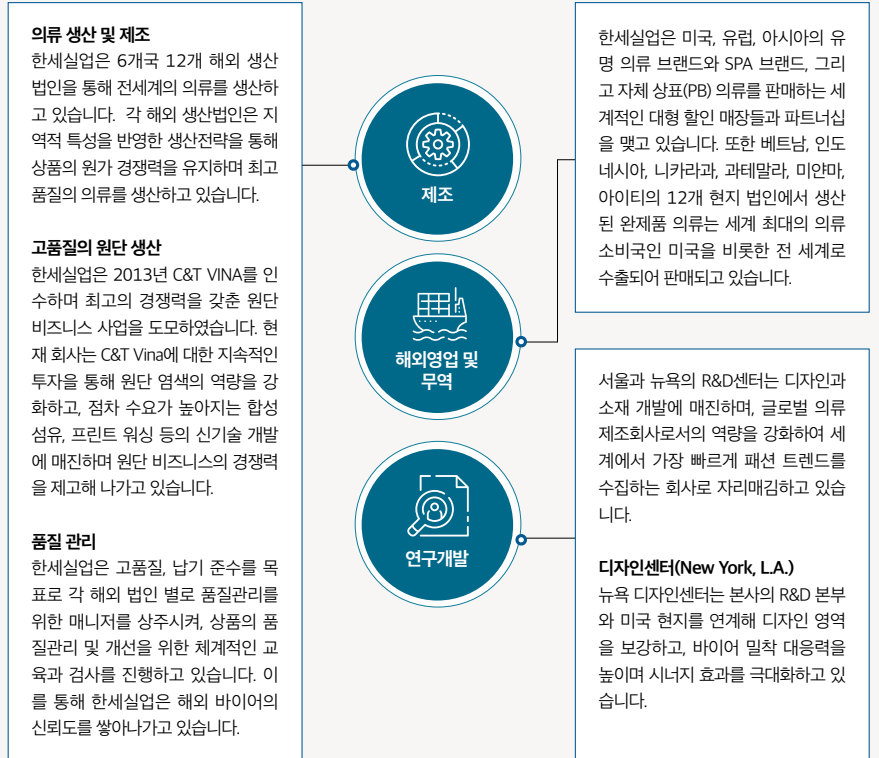 의류 생산 및 제조
한세실업은 6개국 12개 해외 생산
법인을 통해 전세계의 의류를 생산하
고 있습니다. 각 해외 생산법인은 지
역적 특성을 반영한 생산전략을 통해
상품의 원가 경쟁력을 유지하며 최고
품질의 의류를 생산하고 있습니다.
고품질의 원단 생산
한세실업은 2013년 C&T VINA를 인
수하며 최고의 경쟁력을 갖춘 원단
비즈니스 사업을 도모하였습니다. 현
재 회사는 C&T Vina에 대한 지속적인
투자을 통해 원단 염색의 역량을 강
화하고, 점차 수요가 높아지는 합성
섬유, 프린트 워싱 등의 신기술 개발
에 매진하며 원단 비즈니스의 경쟁력
을 제고해 나가고 있습니다.
품질 관리
한세실업은 고품질, 납기 준수를 목
표로 각 해외 법인 별로 품질관리를
위한 매니저를 상주시켜, 상품의 품
질관리 및 개선을 위한 체계적인 교
육과 검사를 진행하고 있습니다. 이
를 통해 한세실업은 해외 바이어의
신뢰도를 쌓아나가고 있습니다.
제조
해외영업 및
무역
연구개발
한세실업은 미국, 유럽, 아시아의 유
명 의류 브랜드와 SPA 브랜드, 그리
고 자체 상표(PB) 의류를 판매하는 세
계적인 대형 할인 매장들과 파트너십
을 맺고 있습니다. 또한 베트남, 인도
네시아, 니카라과, 과테말라, 미얀마,
아이티의 12개 현지 법인에서 생산
된 완제품 의류는 세계 최대의 의류
소비국인 미국을 비롯한 전 세계로
수출되어 판매되고 있습니다.
서울과 뉴욕의 R&D센터는 디자인과
소재 개발에 매진하며, 글로벌 의류
제조회사로서의 역량을 강화하여 세
계에서 가장 빠르게 패션 트렌드를
수집하는 회사로 자리매김하고 있습
니다.
디자인센터(New York, L.A.)
뉴욕 디자인센터는 본사의 R&D 본부
와 미국 현지를 연계해 디자인 영역
을 보강하고, 바이어 밀착 대응력을
높이며 시너지 효과를 극대화하고 있
습니다.